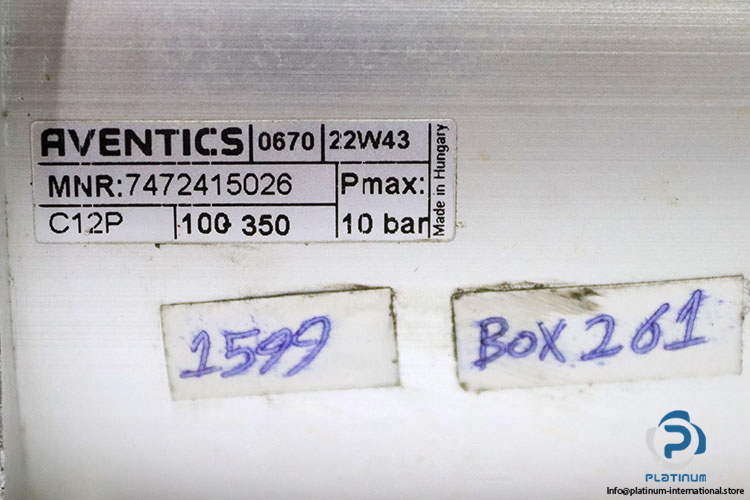 AVENTICS 0670 22W43
MNR:7472415026 Pmax:
C12P 100 350 10 bar
Made in Hungary
1599 BOX 261
PLATINUM
Info@platinum-international.store